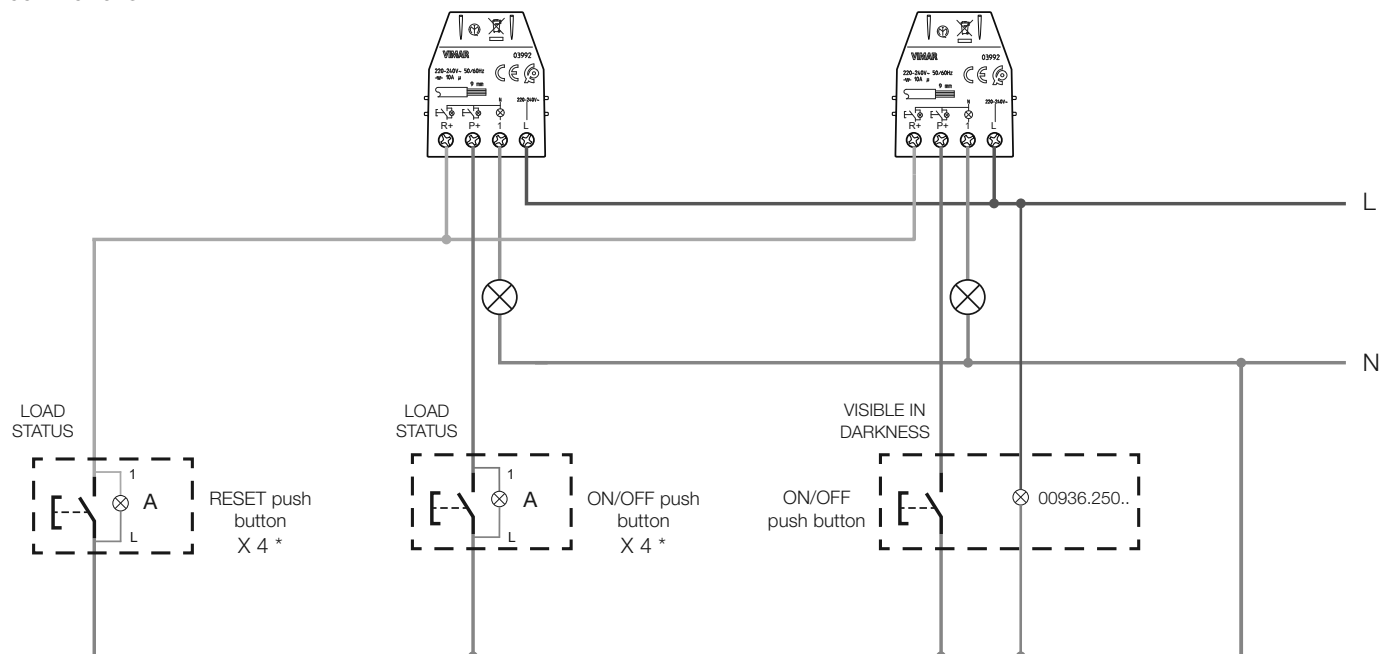 VIMAR 03992
220-240V~ 50/60Hz
10A μ
9 mm
N
220-240V~
R+ P+ 1 L
VIMAR 03992
220-240V~ 50/60Hz
10A μ
9 mm
N
220-240V~
R+ P+ 1 L
L
N
LOAD
STATUS
1
A
L
RESET push
button
X 4 *
LOAD
STATUS
1
A
L
ON/OFF push
button
X 4 *
VISIBLE IN
DARKNESS
ON/OFF
push button
00936.250..